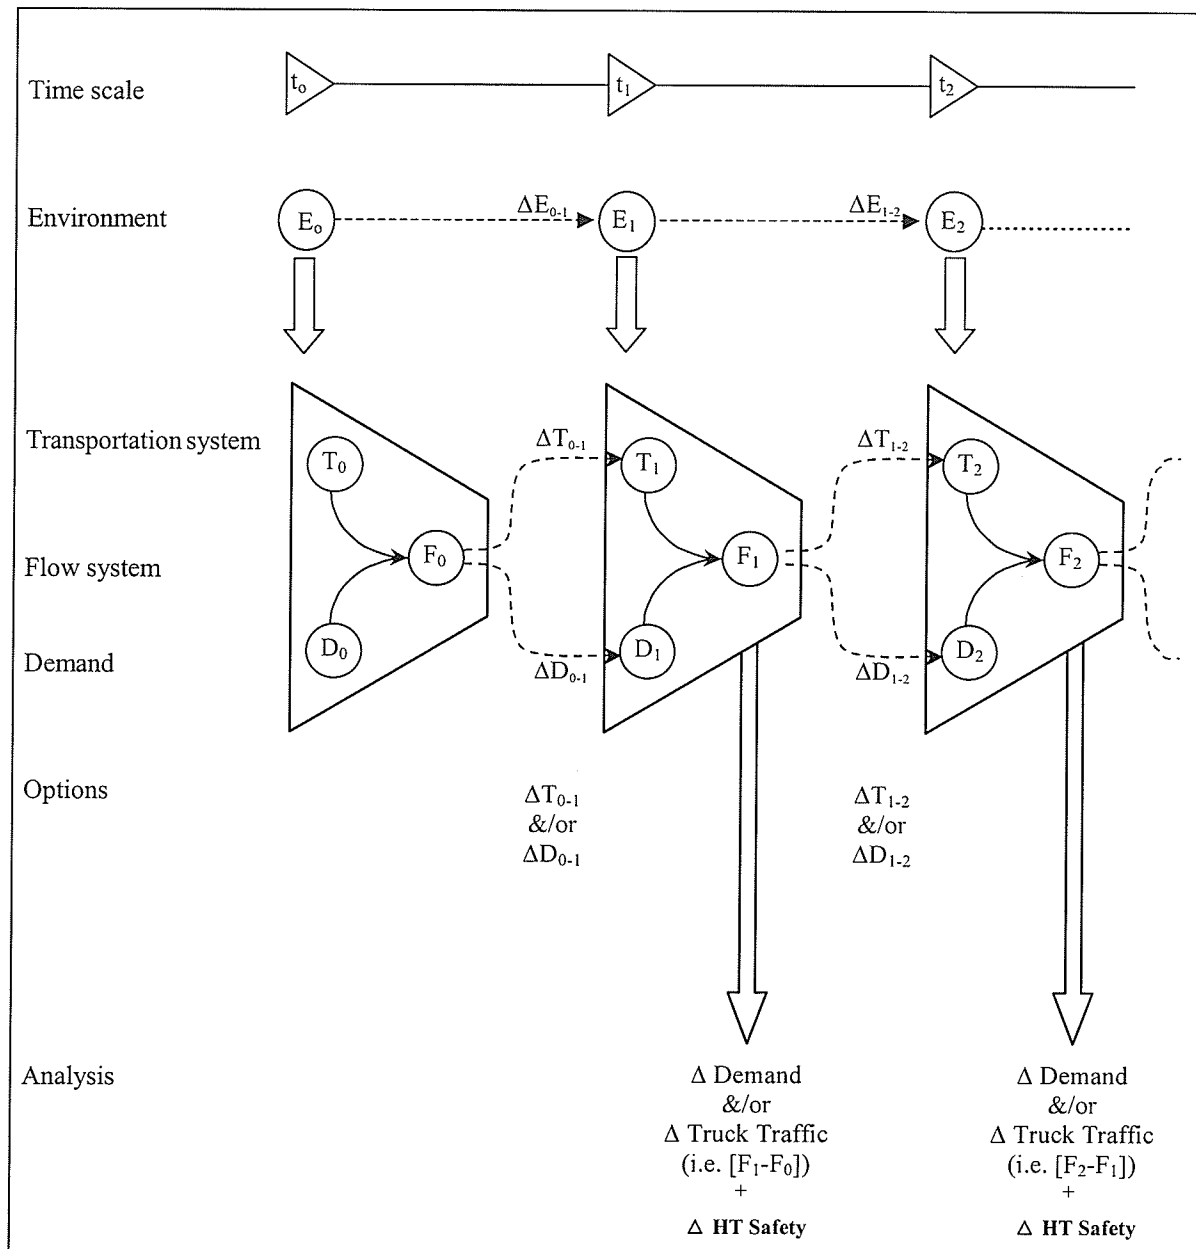 Time scale
t₀
t₁
t₂
Environment
E₀
ΔE₀₋₁
E₁
ΔE₁₋₂
E₂
Transportation system
T₀
ΔT₀₋₁
T₁
ΔT₁₋₂
T₂
Flow system
F₀
F₁
F₂
Demand
D₀
ΔD₀₋₁
D₁
ΔD₁₋₂
D₂
Options
ΔT₀₋₁
&/or
ΔD₀₋₁
ΔT₁₋₂
&/or
ΔD₁₋₂
Analysis
Δ Demand
&/or
Δ Truck Traffic
(i.e. [F₁-F₀])
+
Δ HT Safety
Δ Demand
&/or
Δ Truck Traffic
(i.e. [F₂-F₁])
+
Δ HT Safety